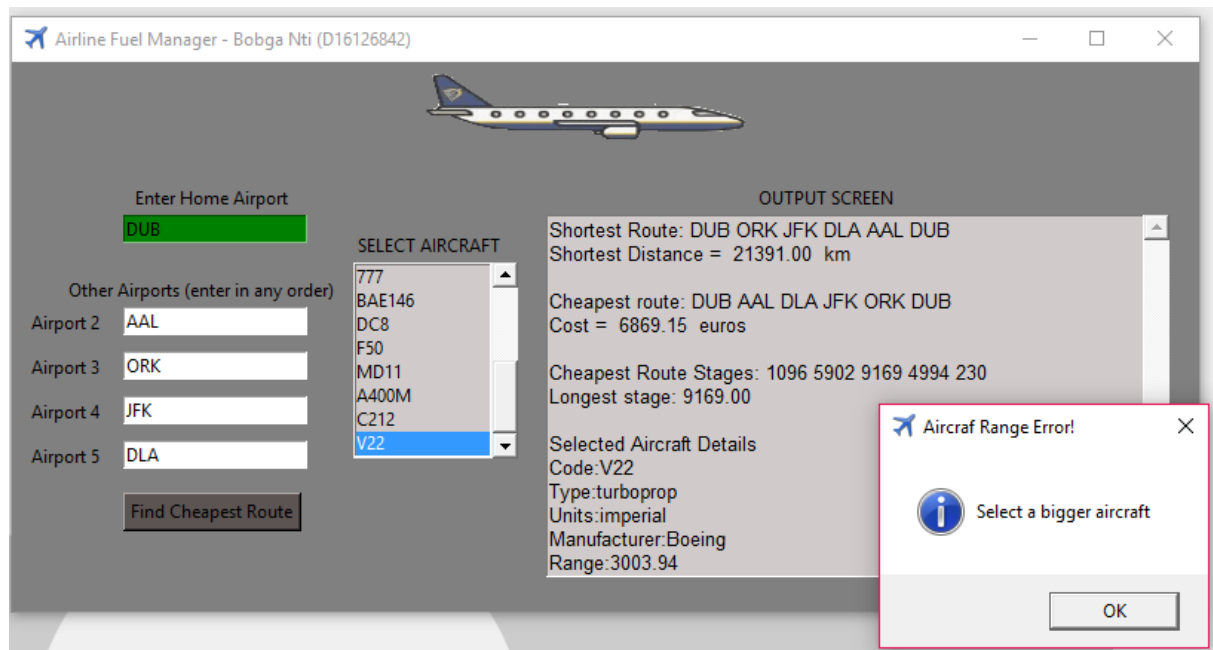 Airline Fuel Manager - Bobga Nti (D16126842)
Enter Home Airport
DUB
Other Airports (enter in any order)
Airport 2 AAL
Airport 3 ORK
Airport 4 JFK
Airport 5 DLA
Find Cheapest Route
SELECT AIRCRAFT
777
BAE146
DC8
F50
MD11
A400M
C212
V22
OUTPUT SCREEN
Shortest Route: DUB ORK JFK DLA AAL DUB
Shortest Distance = 21391.00 km
Cheapest route: DUB AAL DLA JFK ORK DUB
Cost = 6869.15 euros
Cheapest Route Stages: 1096 5902 9169 4994 230
Longest stage: 9169.00
Selected Aircraft Details
Code:V22
Type:turboprop
Units:imperial
Manufacturer:Boeing
Range:3003.94
Aircraf Range Error!
Select a bigger aircraft
OK